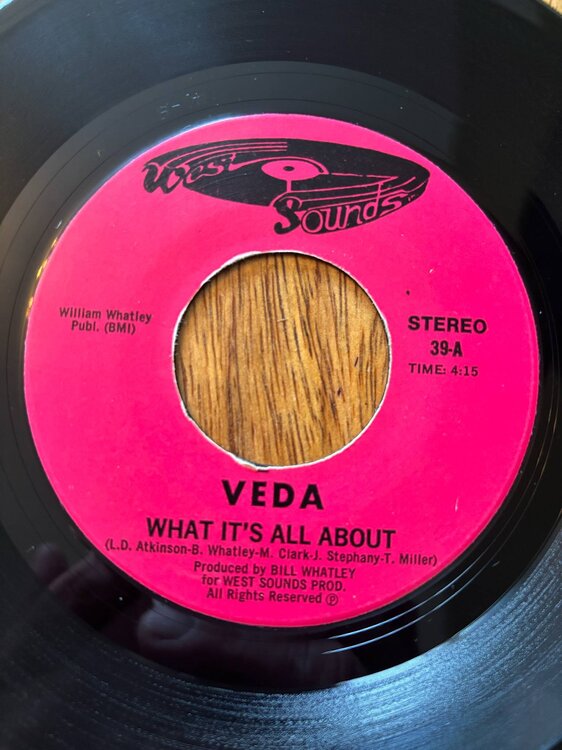 West
Sounds
William Whatley
Publ. (BMI)
STEREO
39-A
TIME: 4:15
VEDA
WHAT IT'S ALL ABOUT
(L.D. Atkinson-B. Whatley-M. Clark-J. Stephany-T. Miller)
Produced by BILL WHATLEY
for WEST SOUNDS PROD.
All Rights Reserved ℗